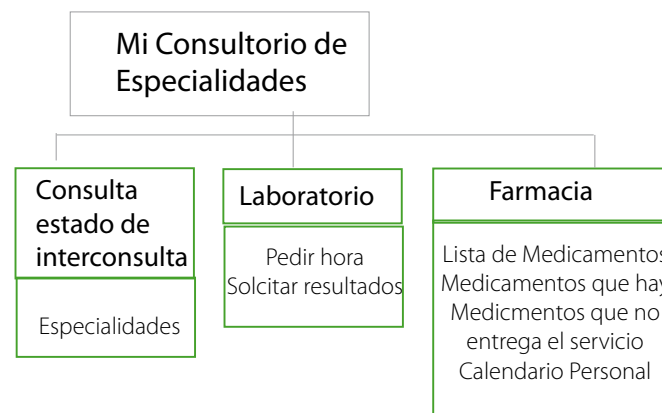 Mi Consultorio de
Especialidades
Consulta
estado de
interconsulta
Especialidades
Laboratorio
Pedir hora
Solcitar resultados
Farmacia
Lista de Medicamentos
Medicamentos que hay
Medicmentos que no
entrega el servicio
Calendario Personal